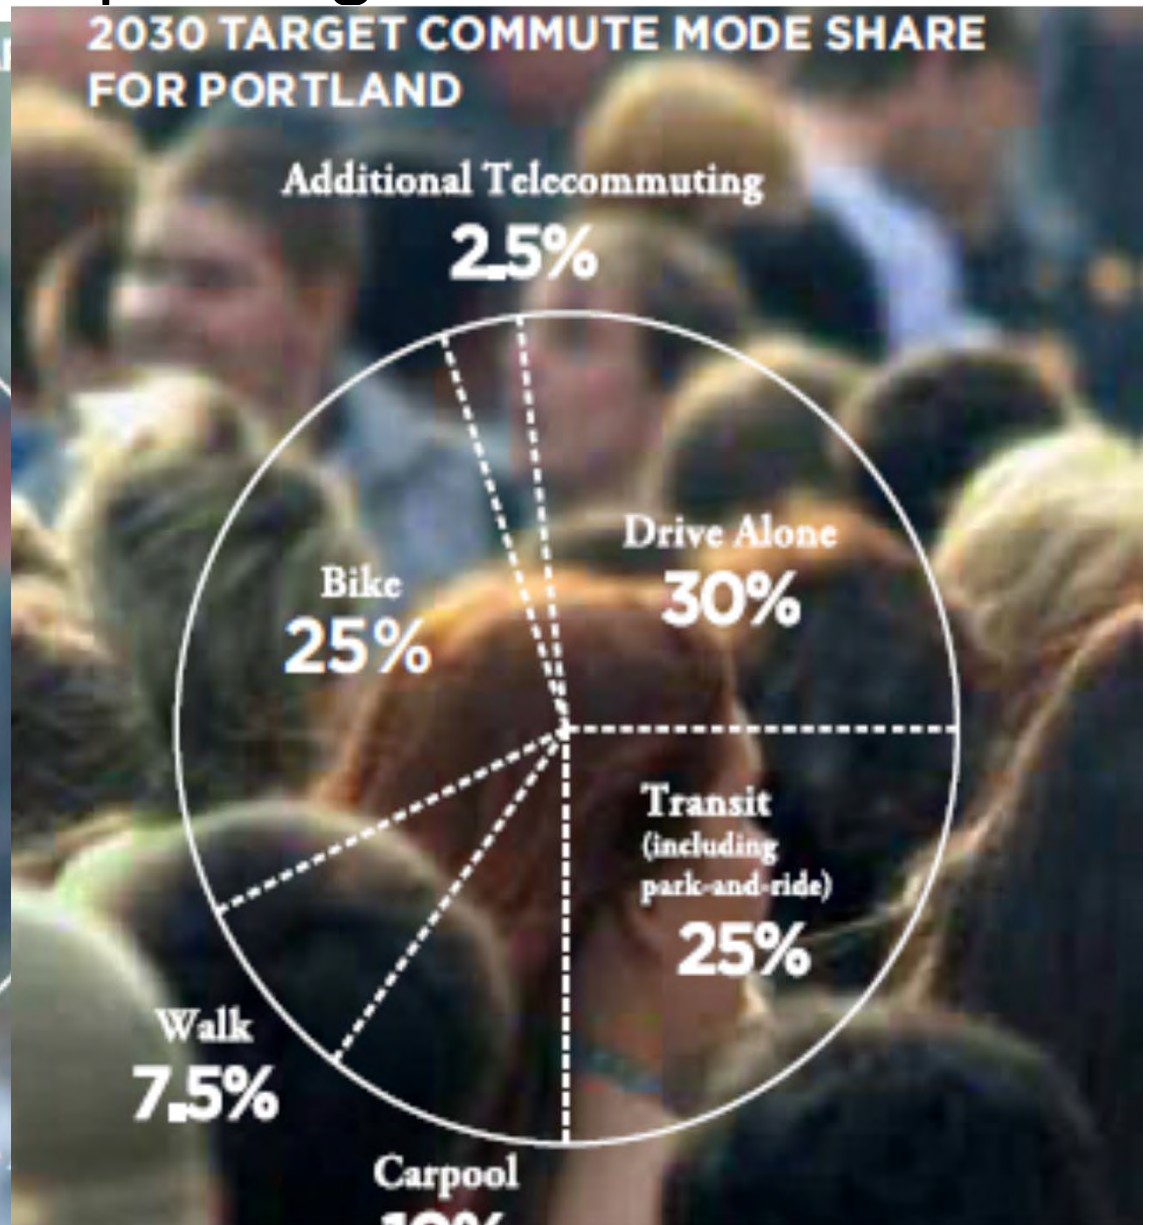 2030 TARGET COMMUTE MODE SHARE
FOR PORTLAND
Additional Telecommuting
2.5%
Drive Alone
30%
Bike
25%
Transit
(including
park-and-ride)
25%
Walk
7.5%
Carpool
10%